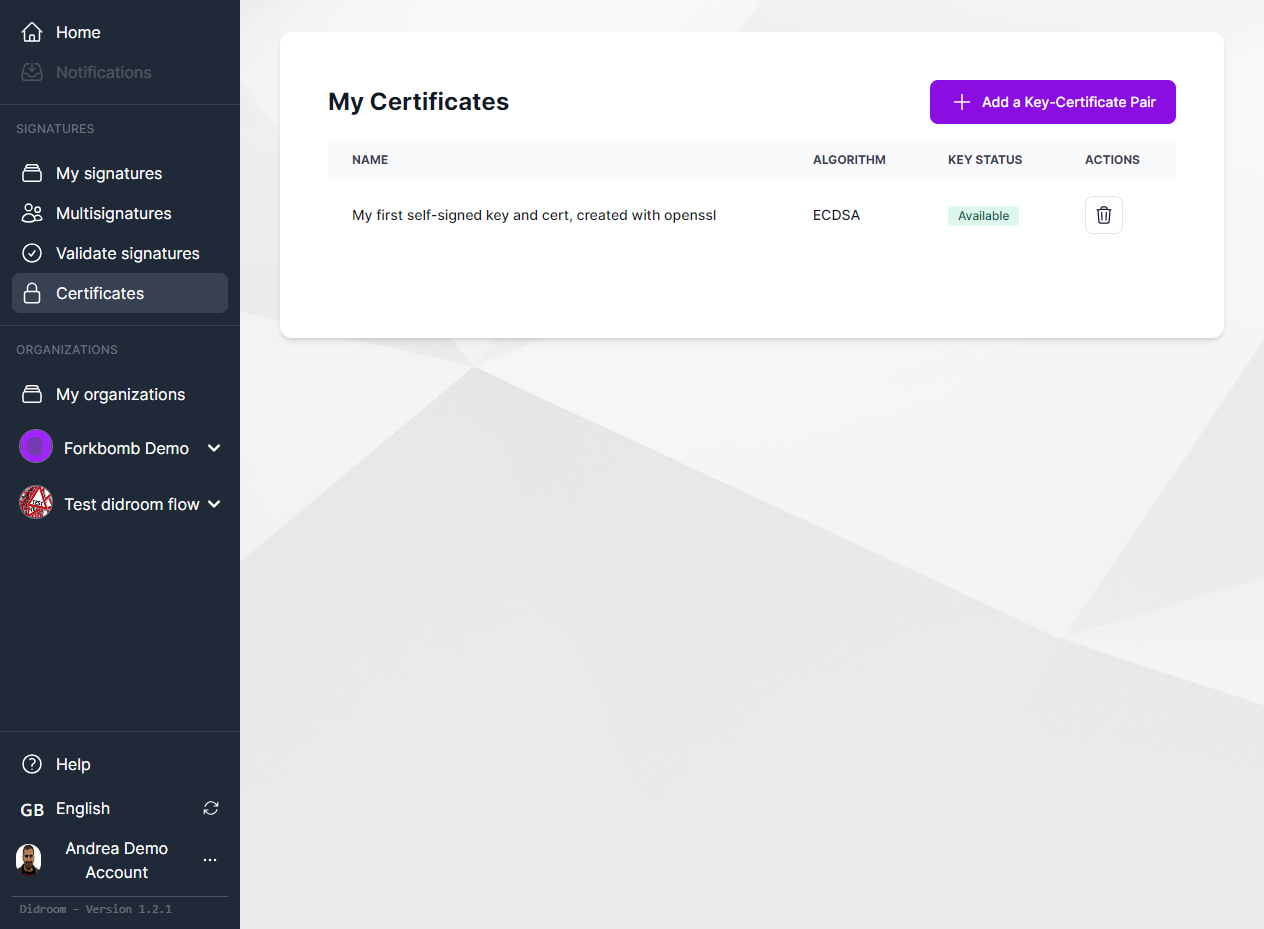 Home
Notifications
SIGNATURES
My signatures
Multisignatures
Validate signatures
Certificates
ORGANIZATIONS
My organizations
Forkbomb Demo
Test didroom flow
Help
GB English
Andrea Demo
Account
Didroom – Version 1.2.1
My Certificates
Add a Key-Certificate Pair
NAME ALGORITHM KEY STATUS ACTIONS
My first self-signed key and cert, created with openssl ECDSA Available